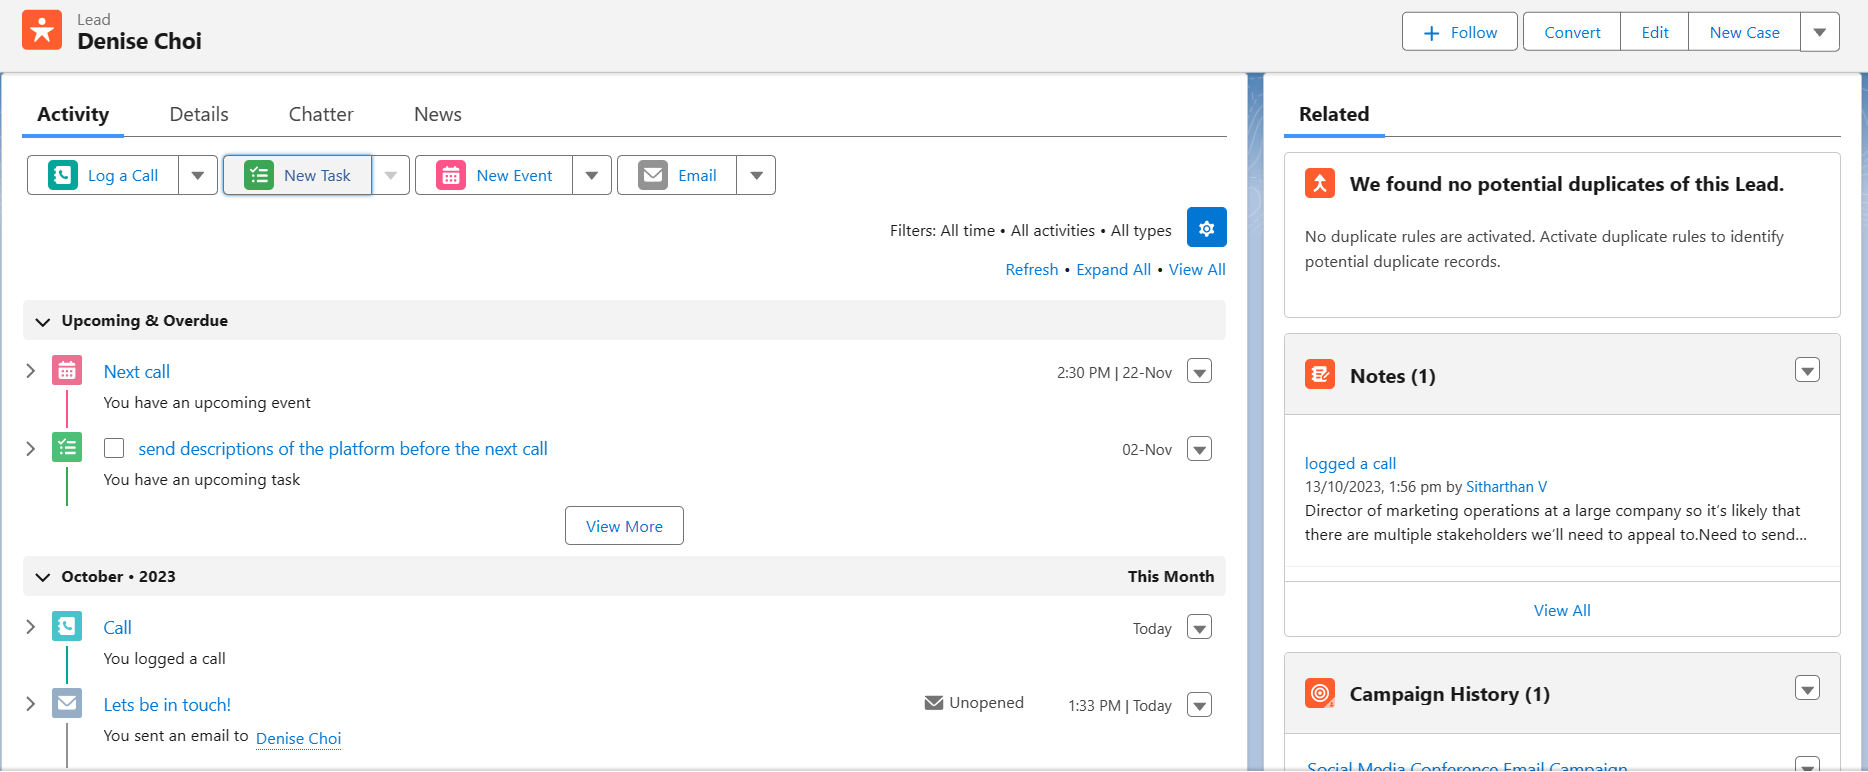 Lead
Denise Choi
Follow
Convert
Edit
New Case
Activity
Details
Chatter
News
Log a Call
New Task
New Event
Email
Filters: All time • All activities • All types
Refresh • Expand All • View All
Upcoming & Overdue
Next call
2:30 PM | 22-Nov
You have an upcoming event
send descriptions of the platform before the next call
02-Nov
You have an upcoming task
View More
October • 2023
This Month
Call
Today
You logged a call
Lets be in touch!
Unopened
1:33 PM | Today
You sent an email to Denise Choi
Related
We found no potential duplicates of this Lead.
No duplicate rules are activated. Activate duplicate rules to identify
potential duplicate records.
Notes (1)
logged a call
13/10/2023, 1:56 pm by Sitharthan V
Director of marketing operations at a large company so it’s likely that
there are multiple stakeholders we’ll need to appeal to.Need to send...
View All
Campaign History (1)
Social Media Conference Email Campaign